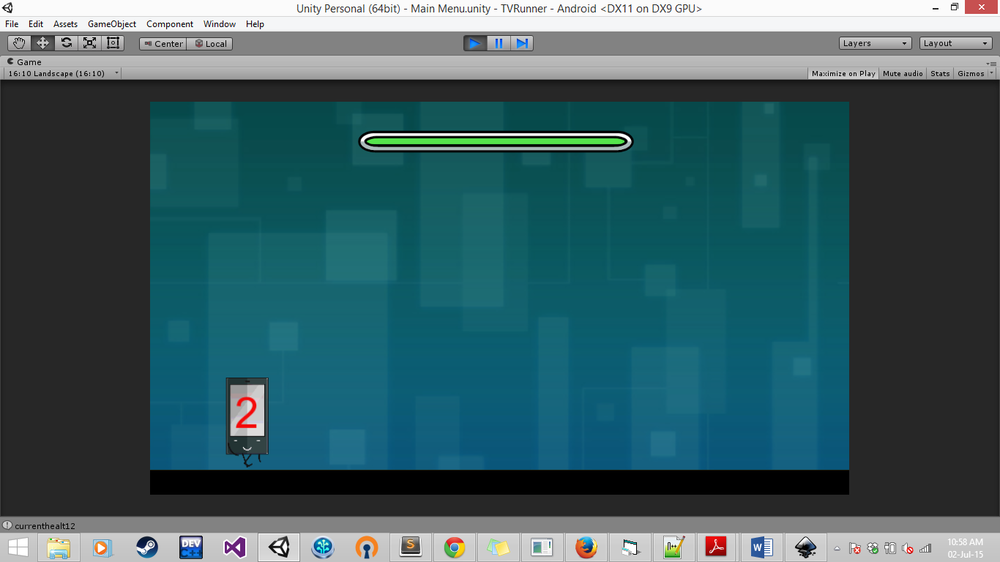 Unity Personal (64bit) - Main Menu.unity - TVRunner - Android <DX11 on DX9 GPU>
File Edit Assets GameObject Component Window Help
Center Local Layers Layout
Game
16:10 Landscape (16:10) Maximize on Play Mute audio Stats Gizmos
2
currenthealt12
DEV C++ S N++ W
10:58 AM
02-Jul-15